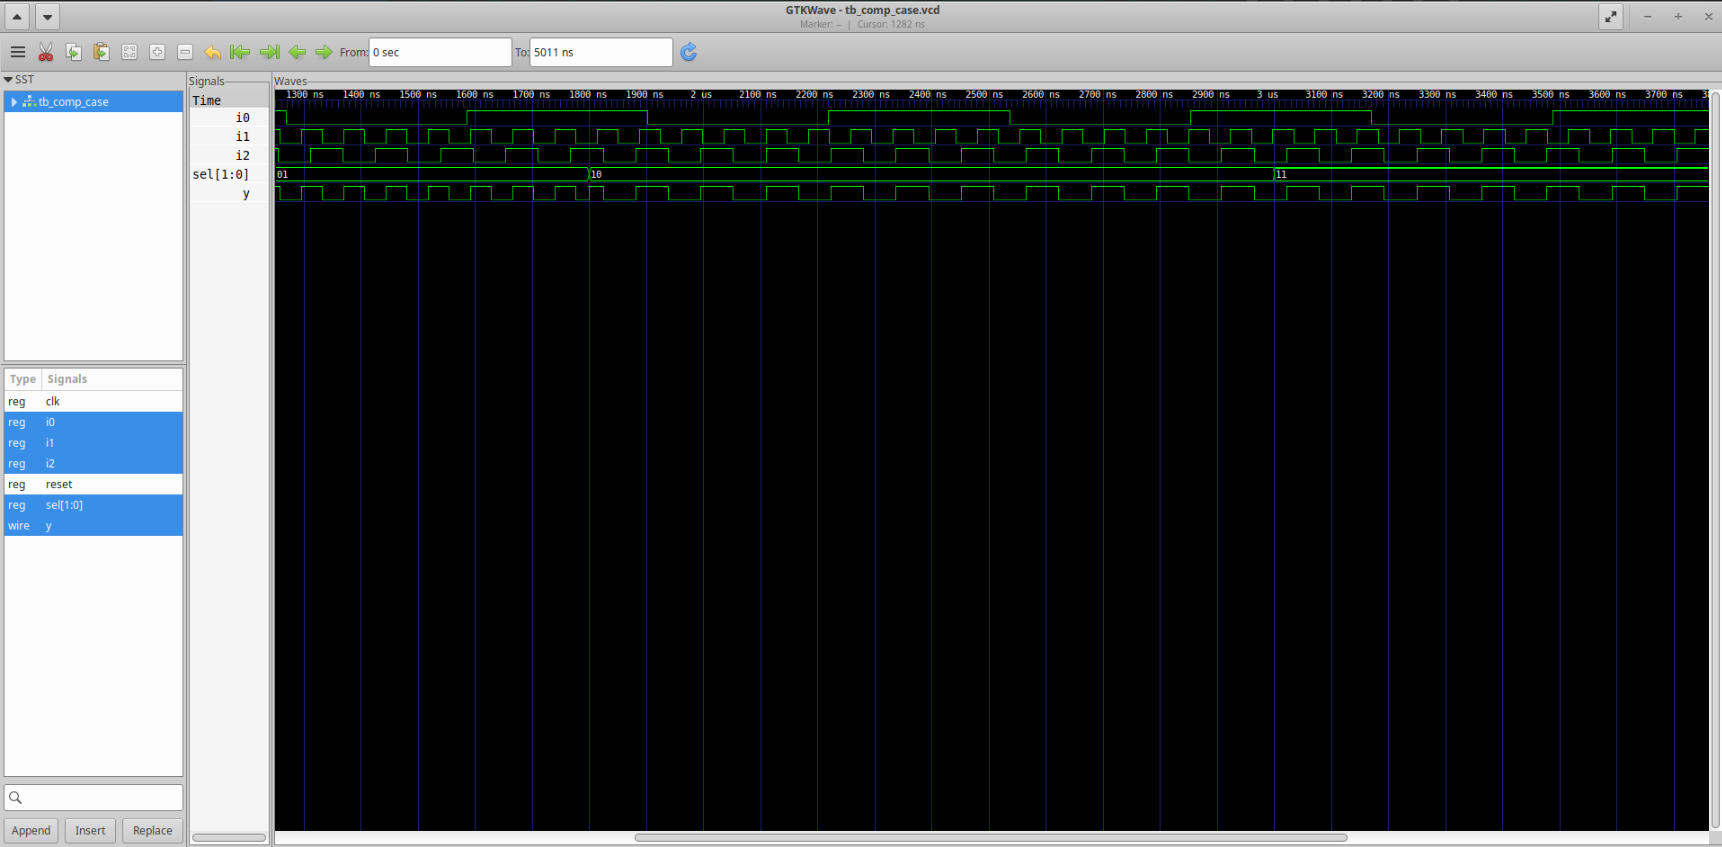 GTKWave - tb_comp_case.vcd
Marker: -- | Cursor: 1282 ns
From: 0 sec To: 5011 ns
SST
tb_comp_case
Type Signals
reg clk
reg i0
reg i1
reg i2
reg reset
reg sel[1:0]
wire y
Append Insert Replace
Signals
Time
i0
i1
i2
sel[1:0]
y
Waves
1300 ns 1400 ns 1500 ns 1600 ns 1700 ns 1800 ns 1900 ns 2 us 2100 ns 2200 ns 2300 ns 2400 ns 2500 ns 2600 ns 2700 ns 2800 ns 2900 ns 3 us 3100 ns 3200 ns 3300 ns 3400 ns 3500 ns 3600 ns 3700 ns
01 10 11